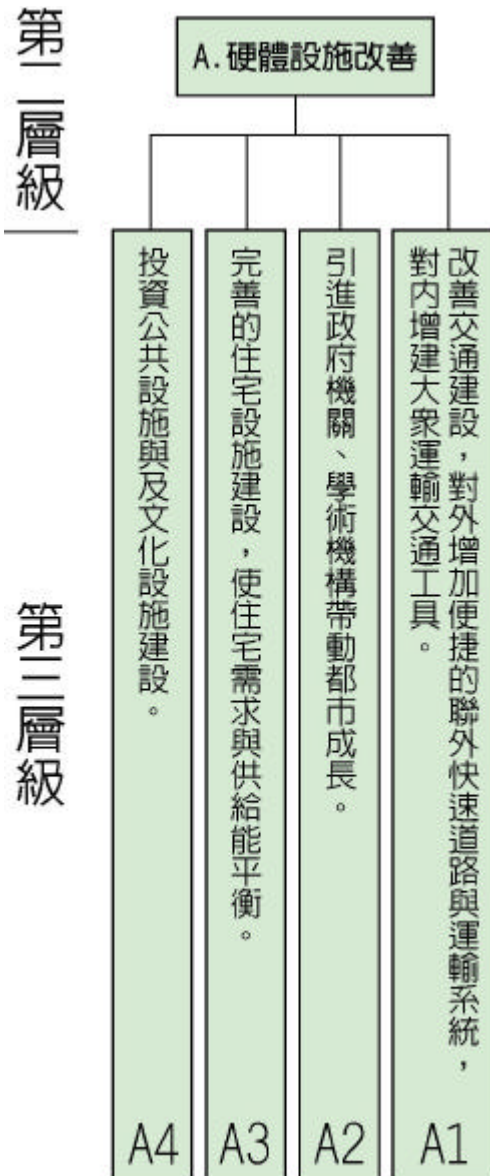 第二層級
A.硬體設施改善
第三層級
改善交通建設，對外增加便捷的聯外快速道路與運輸系統，
對內增建大眾運輸交通工具。
A1
引進政府機關、學術機構帶動都市成長。
A2
完善的住宅設施建設，使住宅需求與供給能平衡。
A3
投資公共設施與及文化設施建設。
A4